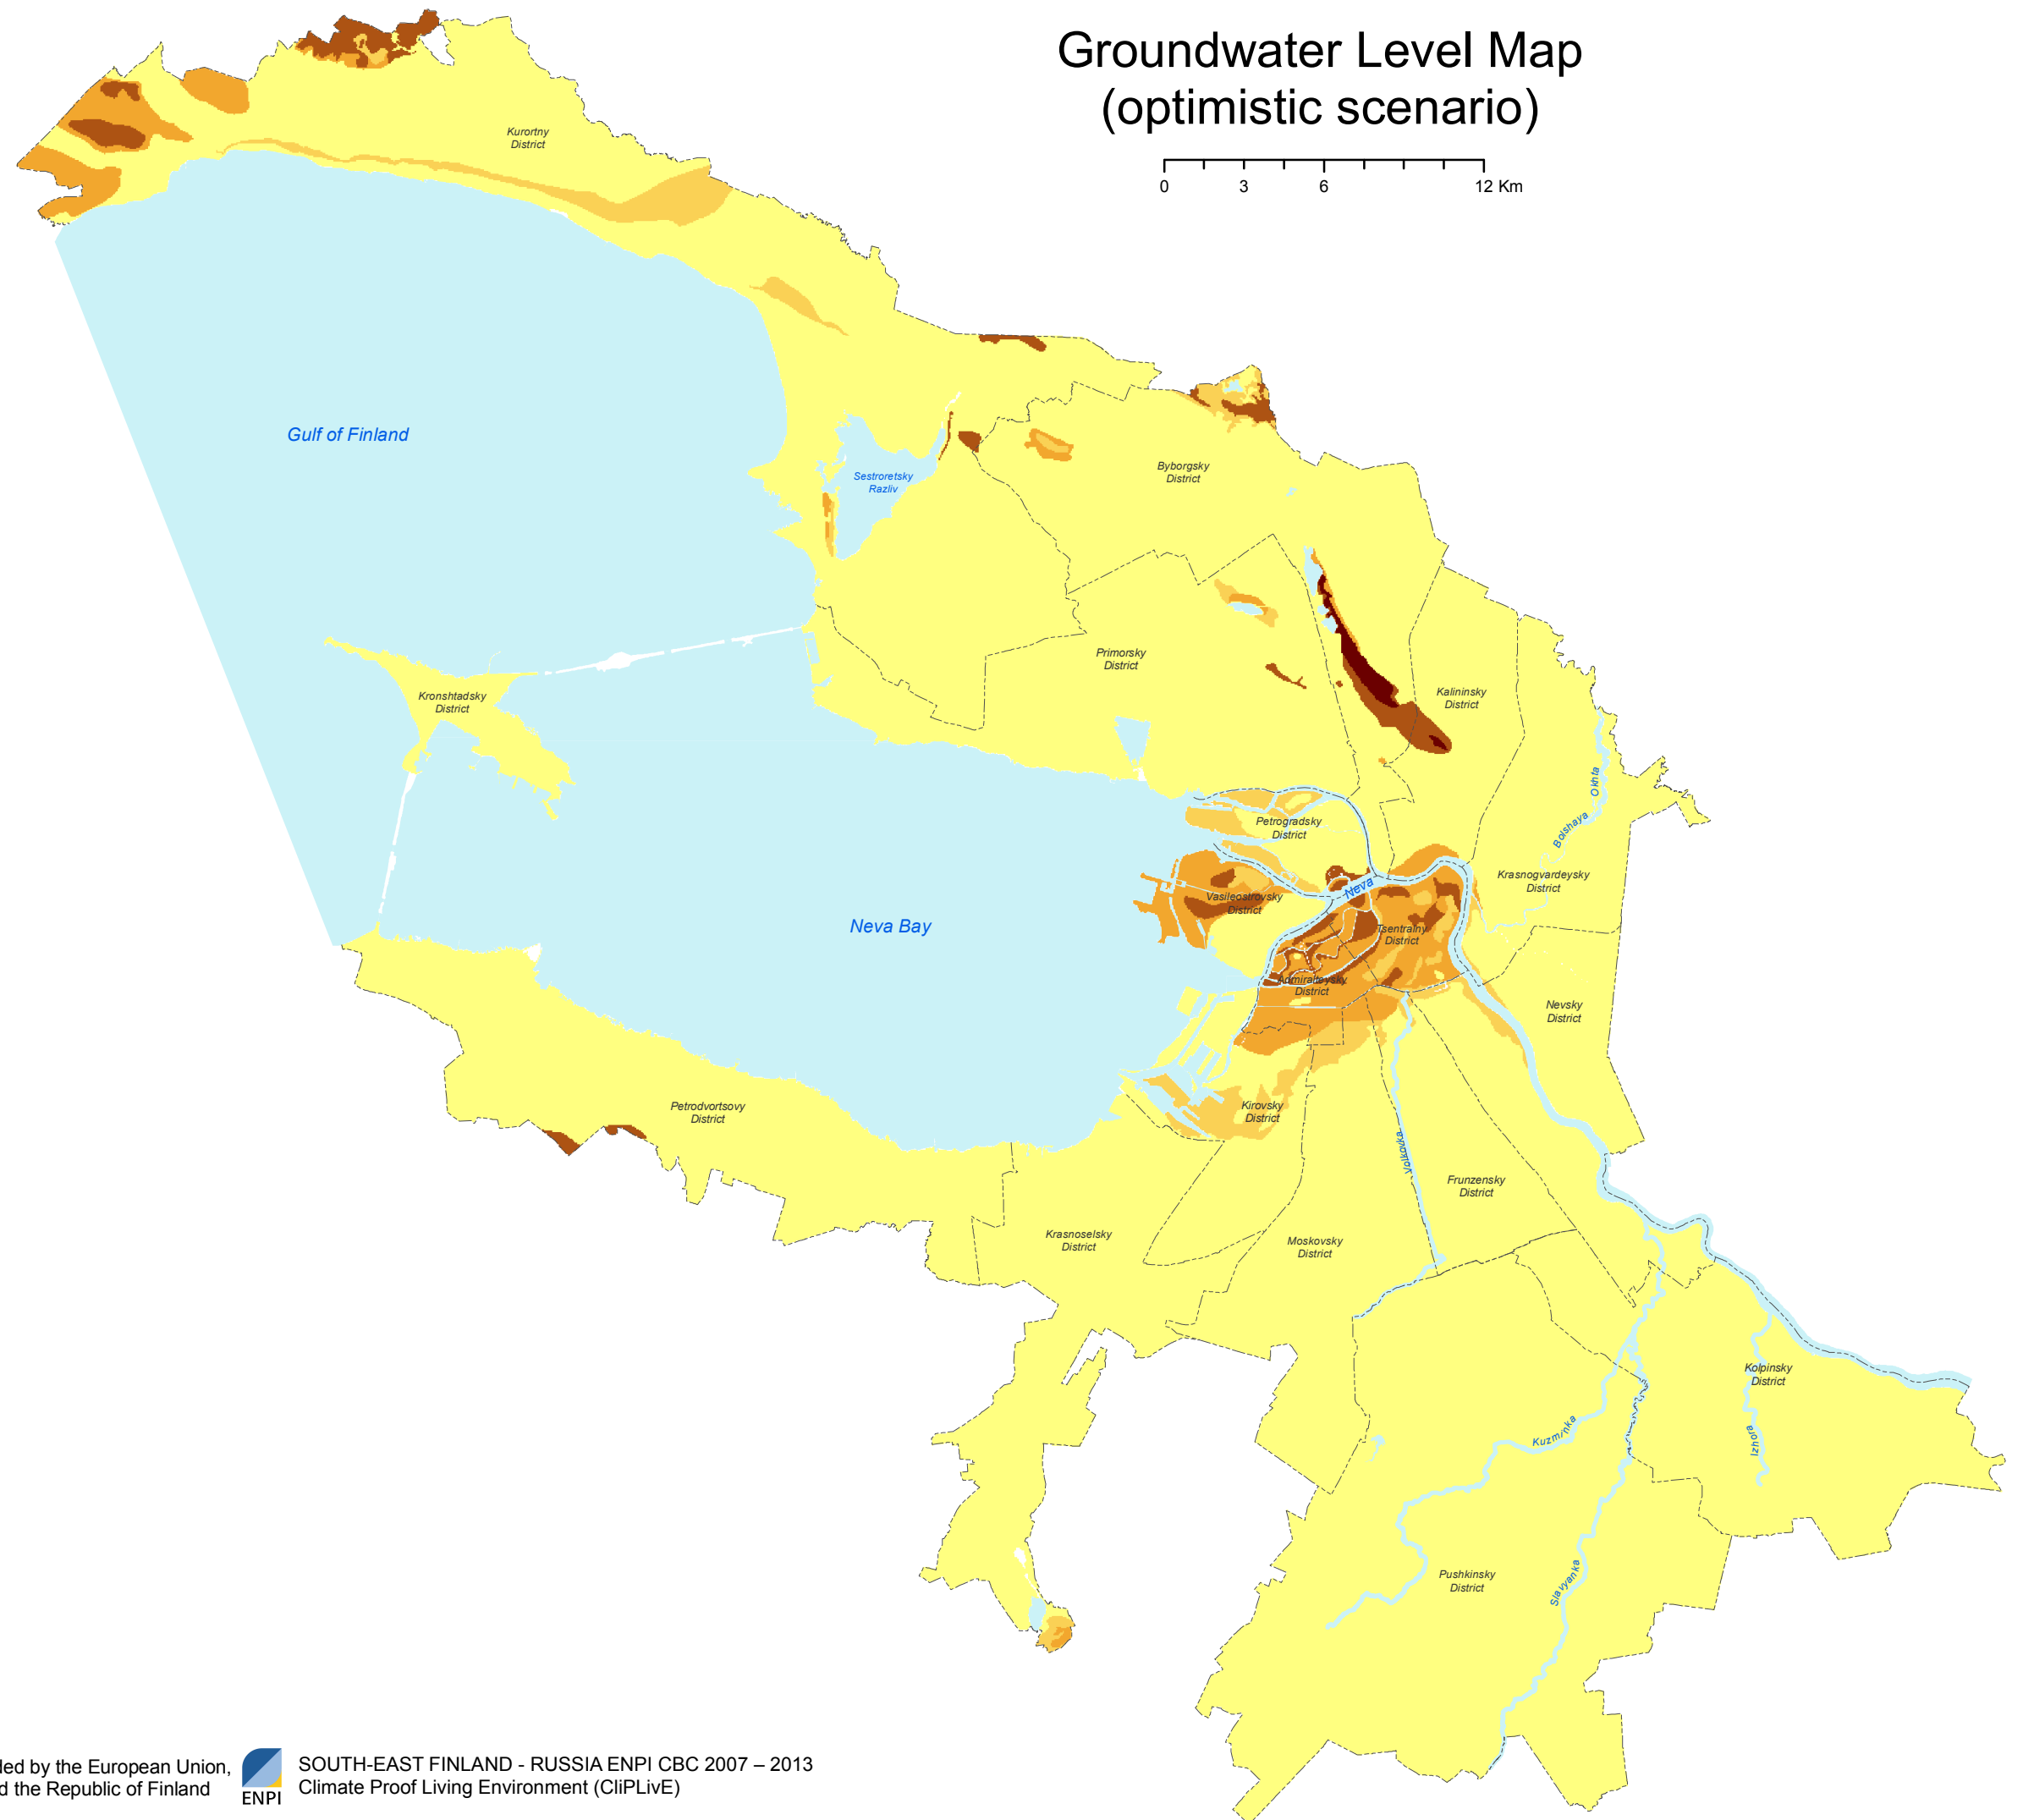 Groundwater Level Map
(optimistic scenario)
0 3 6 12 Km
Kurortny
District
Gulf of Finland
Sestroretsky
Razliv
Byborgsky
District
Primorsky
District
Kronshtadsky
District
Kalininsky
District
Okhta
Bolshaya
Petrogradsky
District
Krasnogvardeysky
District
Neva
Vasileostrovsky
District
Neva Bay
Tsentralny
District
Admiralteysky
District
Nevsky
District
Petrodvortsovy
District
Kirovsky
District
Volkovka
Frunzensky
District
Krasnoselsky
District
Moskovsky
District
Kolpinsky
District
Kuzminka
Izhora
Pushkinsky
District
Slavyanka
ded by the European Union,
d the Republic of Finland
ENPI
SOUTH-EAST FINLAND - RUSSIA ENPI CBC 2007 – 2013
Climate Proof Living Environment (CliPLivE)